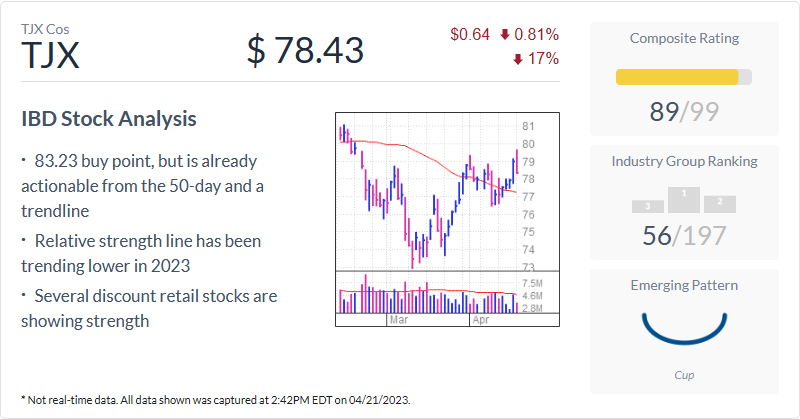 TJX Cos
TJX
$ 78.43
$0.64 0.81%
17%
IBD Stock Analysis
· 83.23 buy point, but is already
actionable from the 50-day and a
trendline
· Relative strength line has been
trending lower in 2023
· Several discount retail stocks are
showing strength
81
80
79
78
77
76
75
74
73
7.5M
4.6M
2.8M
Mar
Apr
* Not real-time data. All data shown was captured at 2:42PM EDT on 04/21/2023.
Composite Rating
89/99
Industry Group Ranking
3 1 2
56/197
Emerging Pattern
Cup